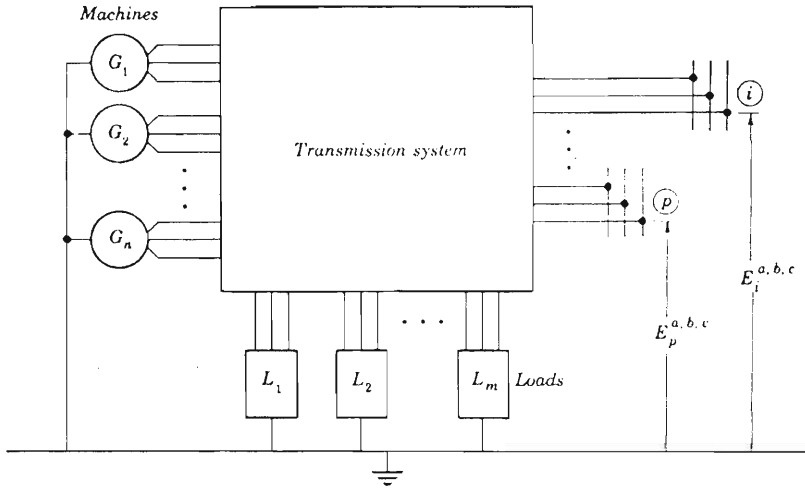 Machines
G1
G2
Gn
Transmission system
i
p
E_i^{a, b, c}
E_p^{a, b, c}
L1
L2
Lm
Loads